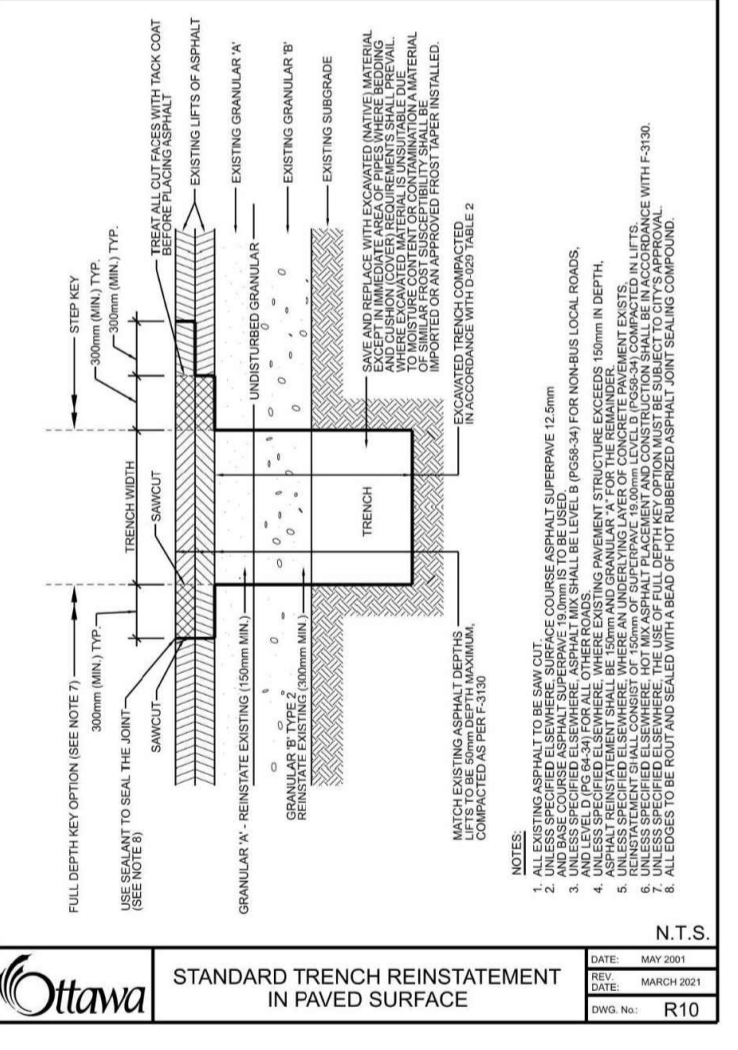 FULL DEPTH KEY OPTION (SEE NOTE 7)
STEP KEY
300mm (MIN.) TYP.
300mm (MIN.) TYP.
300mm (MIN.) TYP.
TRENCH WIDTH
USE SEALANT TO SEAL THE JOINT
(SEE NOTE 8)
SAWCUT
SAWCUT
TREAT ALL CUT FACES WITH TACK COAT
BEFORE PLACING ASPHALT
EXISTING LIFTS OF ASPHALT
EXISTING GRANULAR 'A'
GRANULAR 'A' - REINSTATE EXISTING (150mm MIN.)
UNDISTURBED GRANULAR
EXISTING GRANULAR 'B'
GRANULAR 'B' TYPE 2
REINSTATE EXISTING (300mm MIN.)
EXISTING SUBGRADE
TRENCH
SAVE AND REPLACE WITH EXCAVATED (NATIVE) MATERIAL
EXCEPT IN IMMEDIATE AREA OF PIPES WHERE BEDDING
AND CUSHION (COVER) REQUIREMENTS SHALL PREVAIL.
WHERE EXCAVATED MATERIAL IS UNSUITABLE DUE
TO MOISTURE CONTENT OR CONTAMINATION A MATERIAL
OF SIMILAR FROST SUSCEPTIBILITY SHALL BE
IMPORTED OR AN APPROVED FROST TAPER INSTALLED.
MATCH EXISTING ASPHALT DEPTHS
LIFTS TO BE 50mm DEPTH MAXIMUM,
COMPACTED AS PER F-3130
EXCAVATED TRENCH COMPACTED
IN ACCORDANCE WITH D-029 TABLE 2
NOTES:
1. ALL EXISTING ASPHALT TO BE SAW CUT.
2. UNLESS SPECIFIED ELSEWHERE, SURFACE COURSE ASPHALT SUPERPAVE 12.5mm
AND BASE COURSE ASPHALT SUPERPAVE 19.0mm IS TO BE USED.
3. UNLESS SPECIFIED ELSEWHERE, ASPHALT MIX SHALL BE LEVEL B (PG58-34) FOR NON-BUS LOCAL ROADS,
AND LEVEL D (PG 64-34) FOR ALL OTHER ROADS.
4. UNLESS SPECIFIED ELSEWHERE, WHERE EXISTING PAVEMENT STRUCTURE EXCEEDS 150mm IN DEPTH,
ASPHALT REINSTATEMENT SHALL BE 150mm AND GRANULAR "A" FOR THE REMAINDER.
5. UNLESS SPECIFIED ELSEWHERE, WHERE AN UNDERLYING LAYER OF CONCRETE PAVEMENT EXISTS,
REINSTATEMENT SHALL CONSIST OF 150mm OF SUPERPAVE 19.00mm LEVEL B (PG58-34) COMPACTED IN LIFTS.
6. UNLESS SPECIFIED ELSEWHERE, HOT MIX ASPHALT PLACEMENT AND CONSTRUCTION SHALL BE IN ACCORDANCE WITH F-3130.
7. UNLESS SPECIFIED ELSEWHERE, THE USE OF FULL DEPTH KEY OPTION MUST BE SUBJECT TO CITY'S APPROVAL.
8. ALL EDGES TO BE ROUT AND SEALED WITH A BEAD OF HOT RUBBERIZED ASPHALT JOINT SEALING COMPOUND.
N.T.S.
Ottawa
STANDARD TRENCH REINSTATEMENT
IN PAVED SURFACE
DATE: MAY 2001
REV. DATE: MARCH 2021
DWG. No.: R10